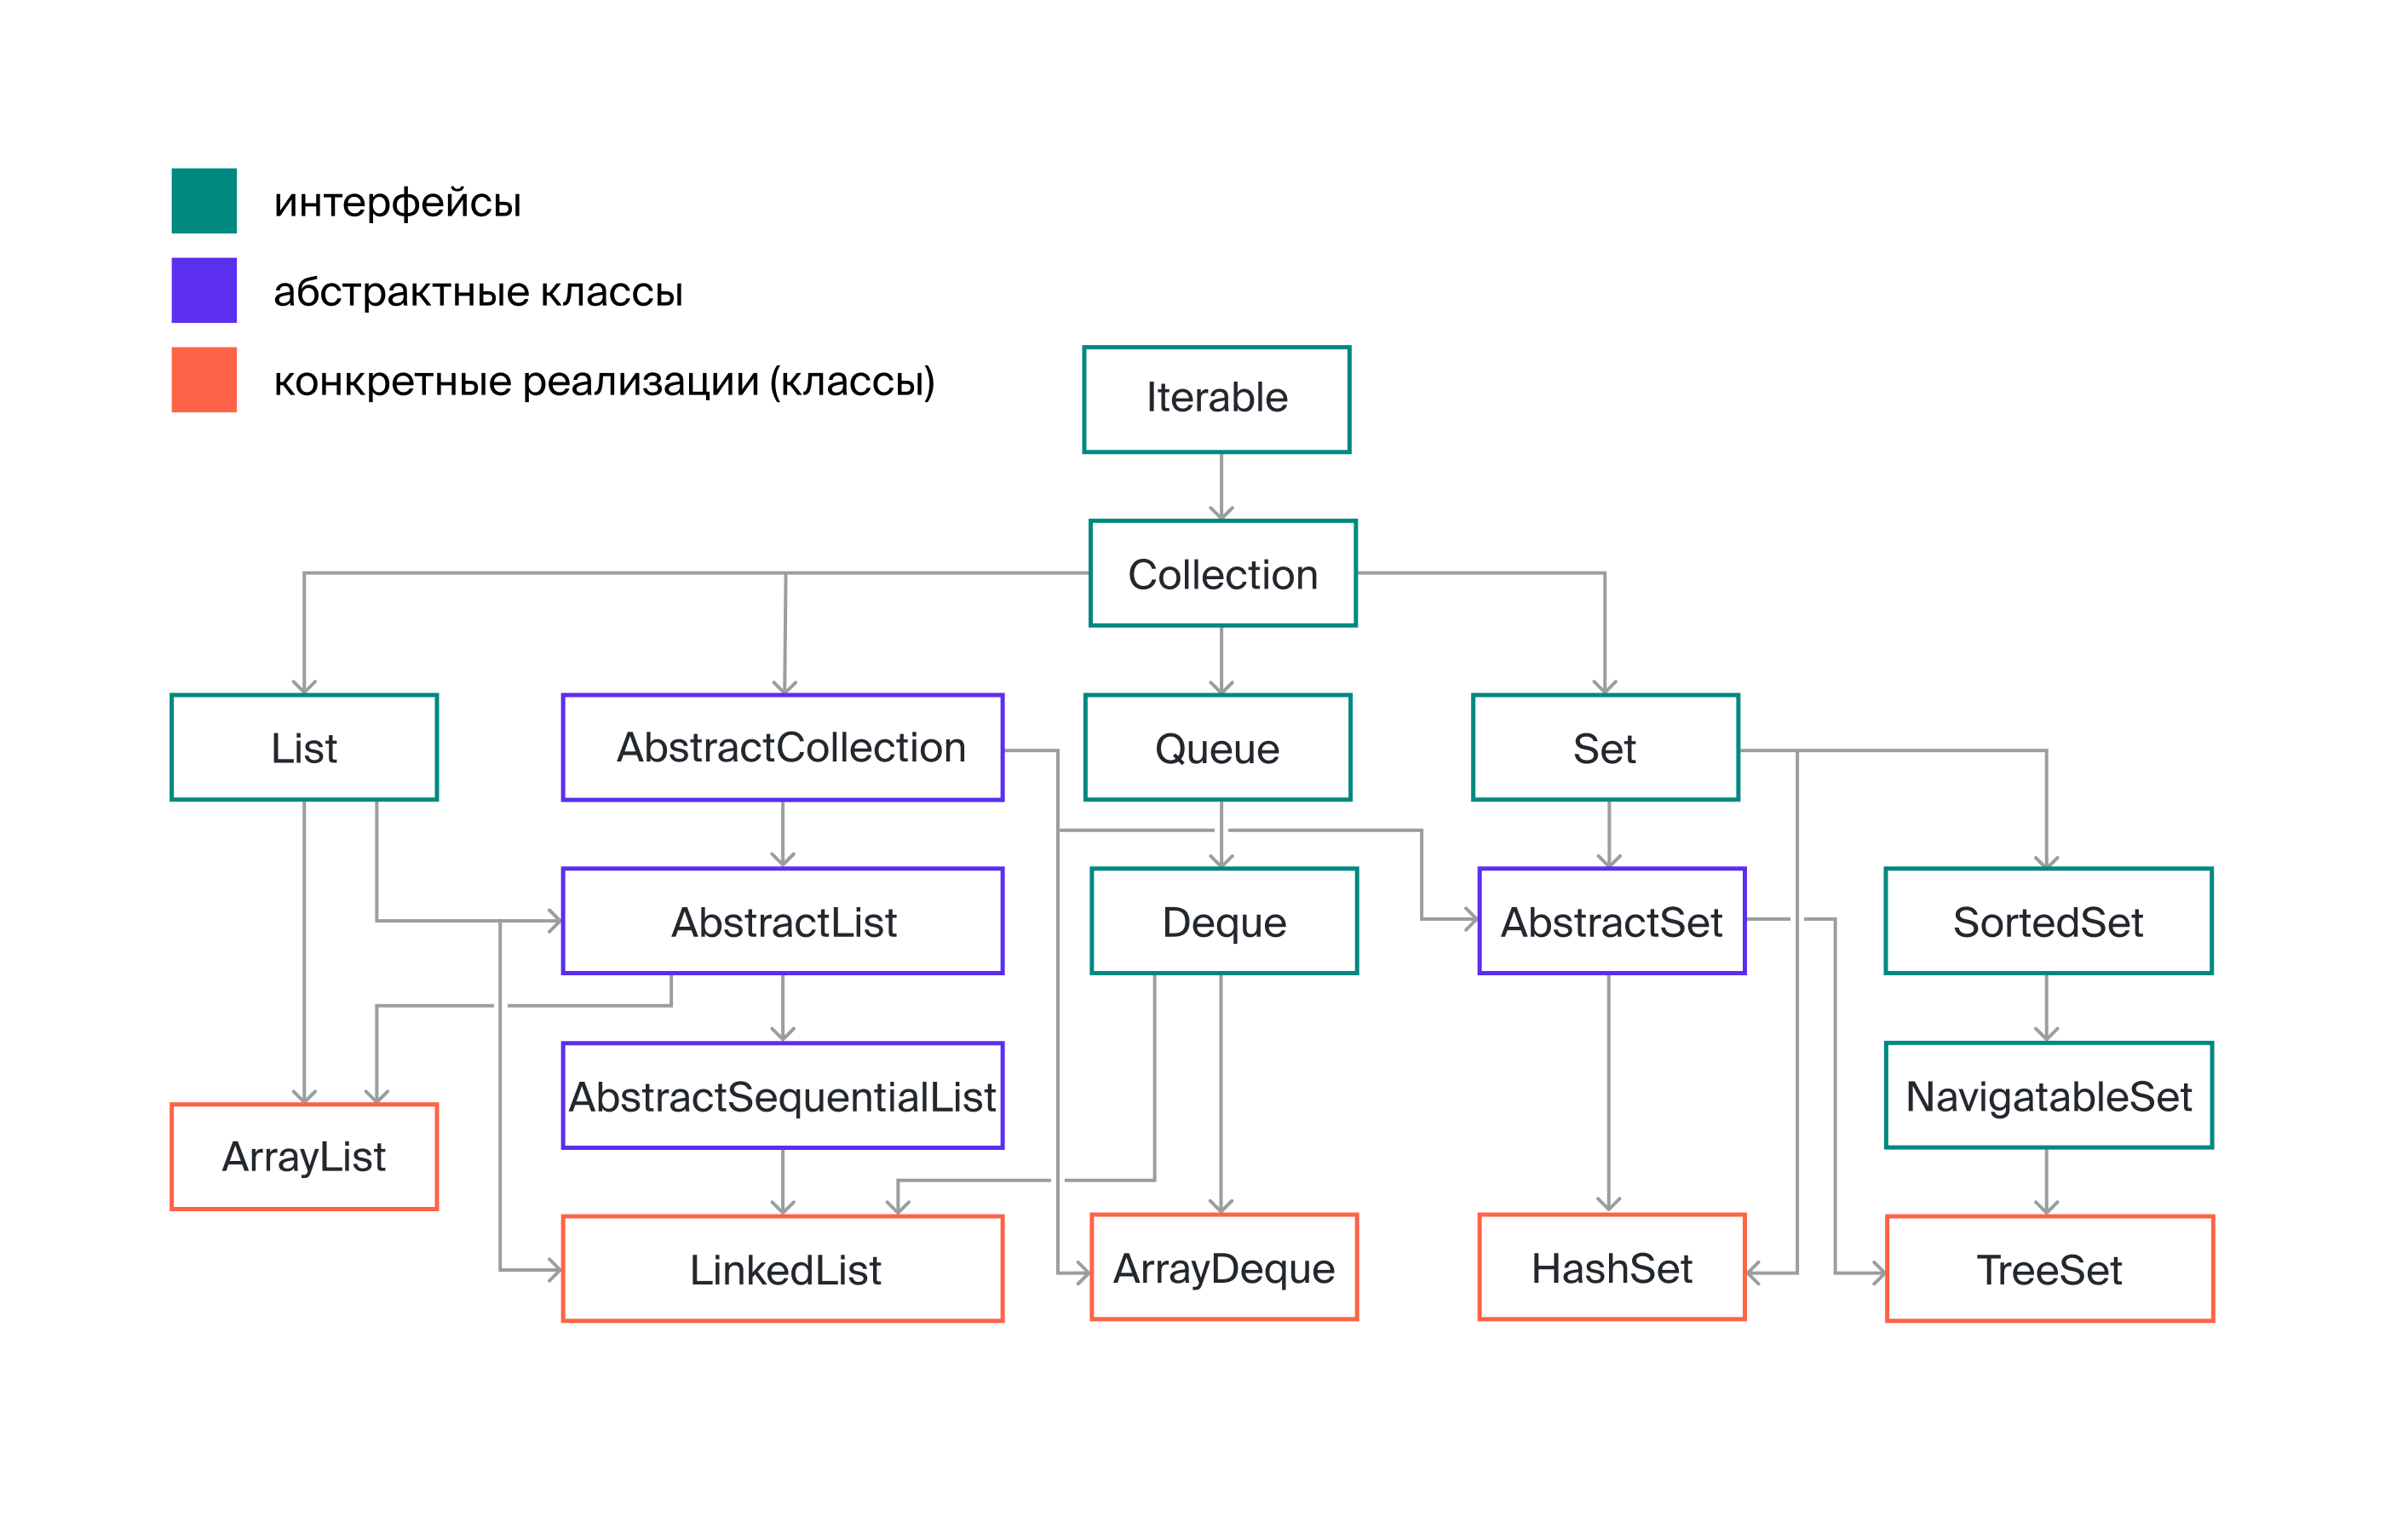 интерфейсы
абстрактные классы
конкретные реализации (классы)
Iterable
Collection
List
AbstractCollection
Queue
Set
AbstractList
Deque
AbstractSet
SortedSet
AbstractSequentialList
NavigatableSet
ArrayList
LinkedList
ArrayDeque
HashSet
TreeSet